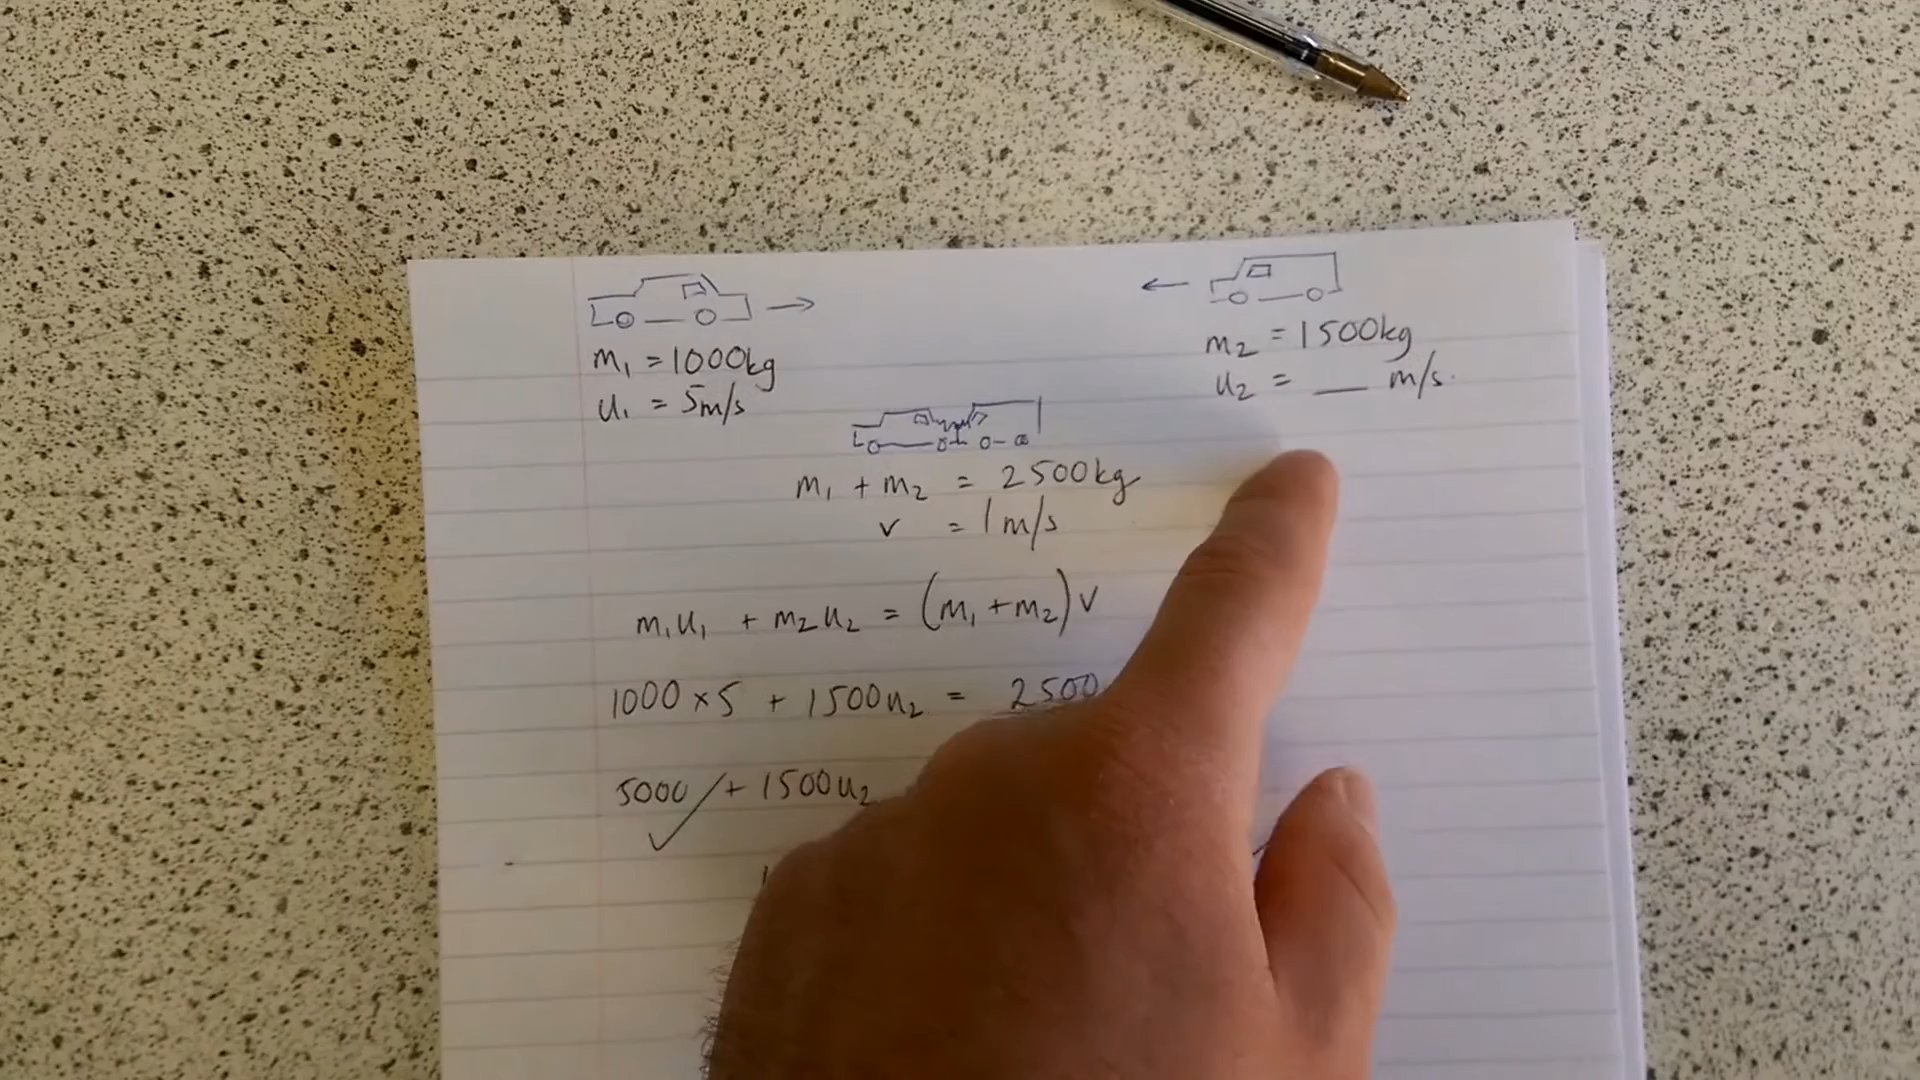 m₁ = 1000kg
u₁ = 5m/s
m₂ = 1500kg
u₂ = __ m/s.
m₁ + m₂ = 2500kg
v = 1m/s
m₁u₁ + m₂u₂ = (m₁ + m₂)v
1000 × 5 + 1500u₂ = 2500
5000 + 1500u₂